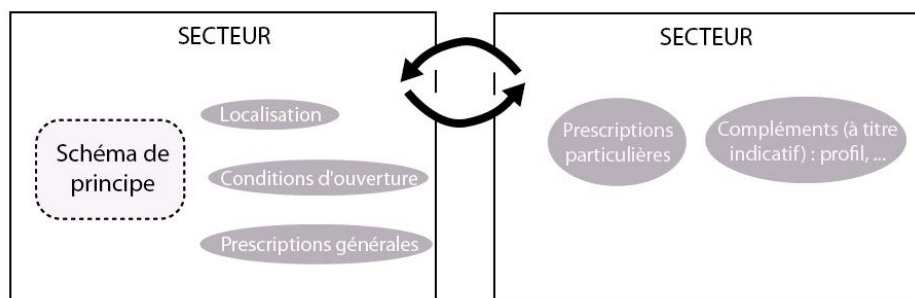 SECTEUR
Localisation
Schéma de
principe
Conditions d'ouverture
Prescriptions générales
SECTEUR
Prescriptions
particulières
Compléments (à titre
indicatif) : profil, ...